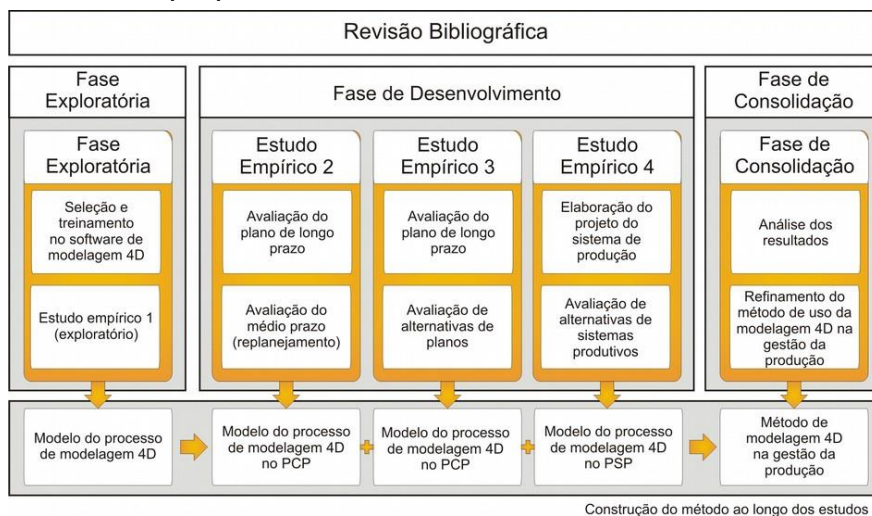 Revisão Bibliográfica
Fase
Exploratória
Fase de Desenvolvimento
Fase de
Consolidação
Fase
Exploratória
Seleção e
treinamento
no software de
modelagem 4D
Estudo empírico 1
(exploratório)
Estudo
Empírico 2
Avaliação do
plano de longo
prazo
Avaliação do
médio prazo
(replanejamento)
Estudo
Empírico 3
Avaliação do
plano de longo
prazo
Avaliação de
alternativas de
planos
Estudo
Empírico 4
Elaboração do
projeto do
sistema de
produção
Avaliação de
alternativas de
sistemas
produtivos
Fase de
Consolidação
Análise dos
resultados
Refinamento do
método de uso da
modelagem 4D na
gestão da
produção
Modelo do processo
de modelagem 4D
Modelo do processo
de modelagem 4D
no PCP
Modelo do processo
de modelagem 4D
no PCP
Modelo do processo
de modelagem 4D
no PSP
Método de
modelagem 4D
na gestão da
produção
Construção do método ao longo dos estudos